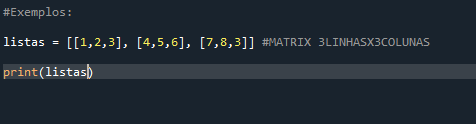 #Exemplos:
listas = [[1,2,3], [4,5,6], [7,8,3]] #MATRIX 3LINHASX3COLUNAS
print(listas)